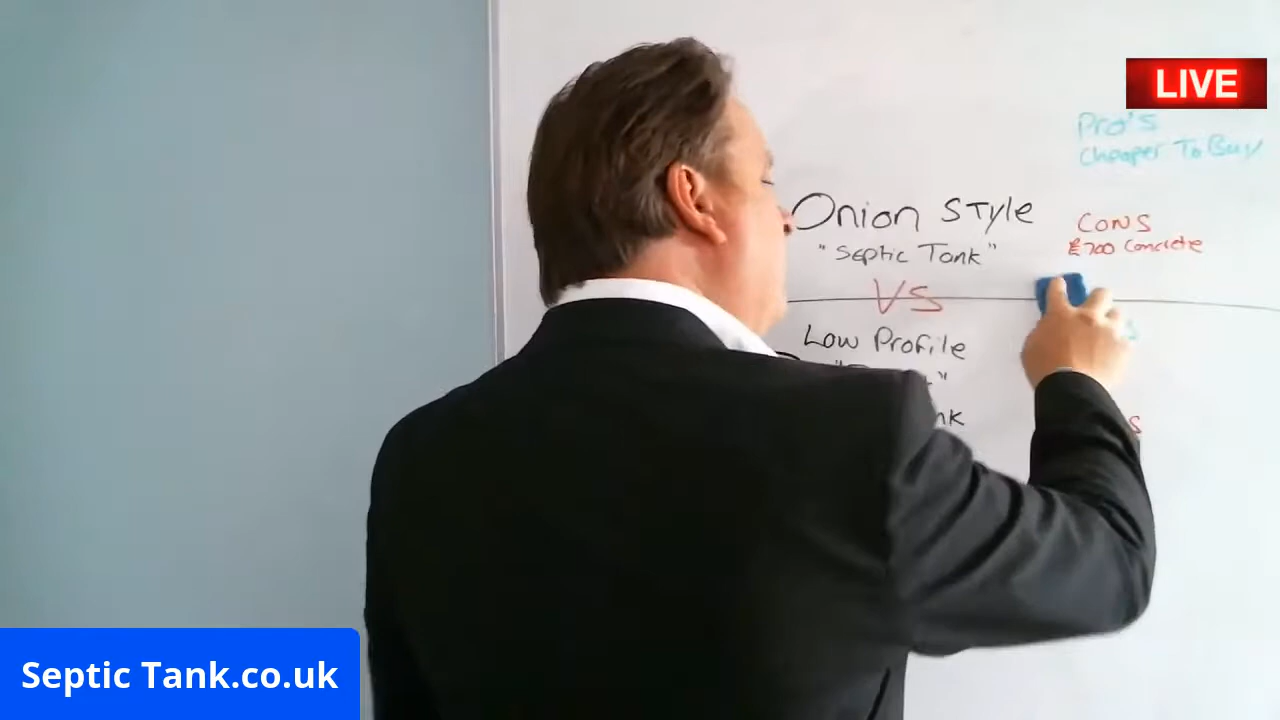 LIVE
Pro's
Cheaper To Buy
Onion Style
"Septic Tank"
Cons
£700 Concrete
VS
Low Profile
Septic Tank.co.uk